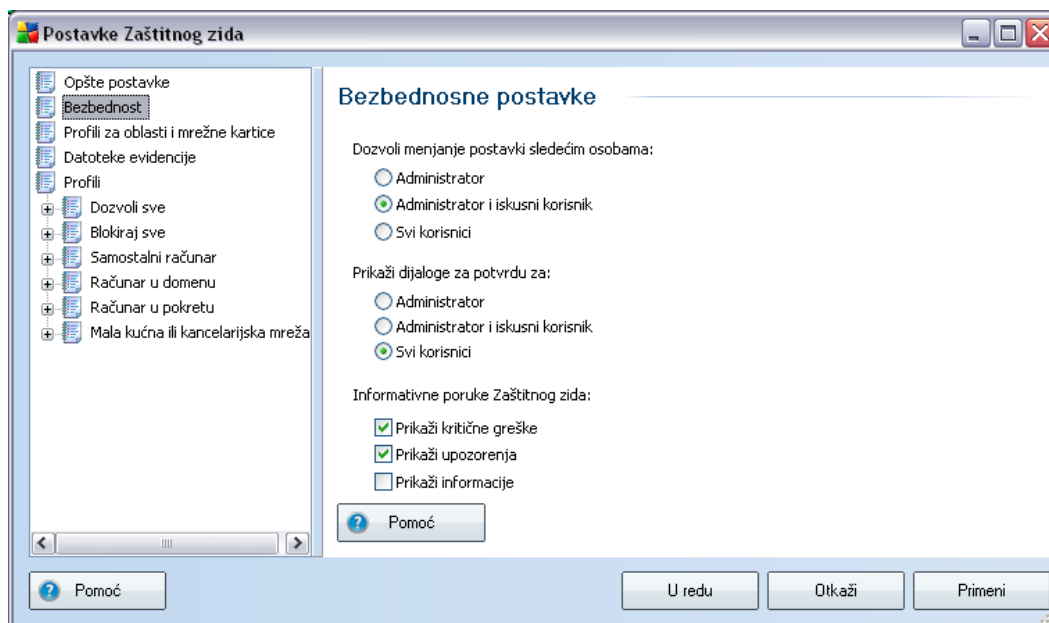 Postavke Zaštitnog zida
Opšte postavke
Bezbednost
Profili za oblasti i mrežne kartice
Datoteke evidencije
Profili
Dozvoli sve
Blokiraj sve
Samostalni računar
Računar u domenu
Računar u pokretu
Mala kućna ili kancelarijska mreža
Bezbednosne postavke
Dozvoli menjanje postavki sledećim osobama:
Administrator
Administrator i iskusni korisnik
Svi korisnici
Prikaži dijaloge za potvrdu za:
Administrator
Administrator i iskusni korisnik
Svi korisnici
Informativne poruke Zaštitnog zida:
Prikaži kritične greške
Prikaži upozorenja
Prikaži informacije
Pomoć
Pomoć
U redu
Otkaži
Primeni